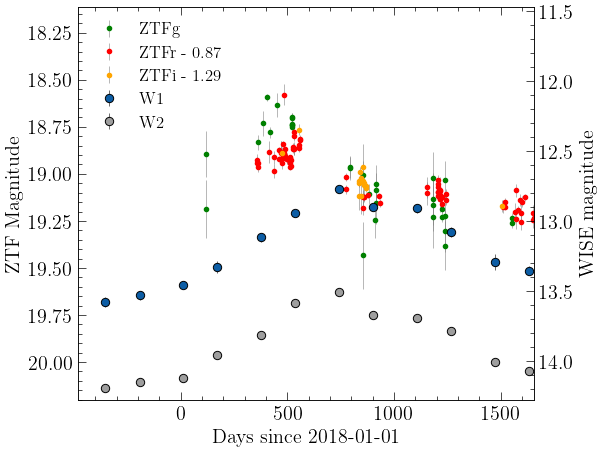 ZTFg
ZTFr - 0.87
ZTFi - 1.29
W1
W2
18.25
18.50
18.75
19.00
19.25
19.50
19.75
20.00
ZTF Magnitude
11.5
12.0
12.5
13.0
13.5
14.0
WISE magnitude
0
500
1000
1500
Days since 2018-01-01